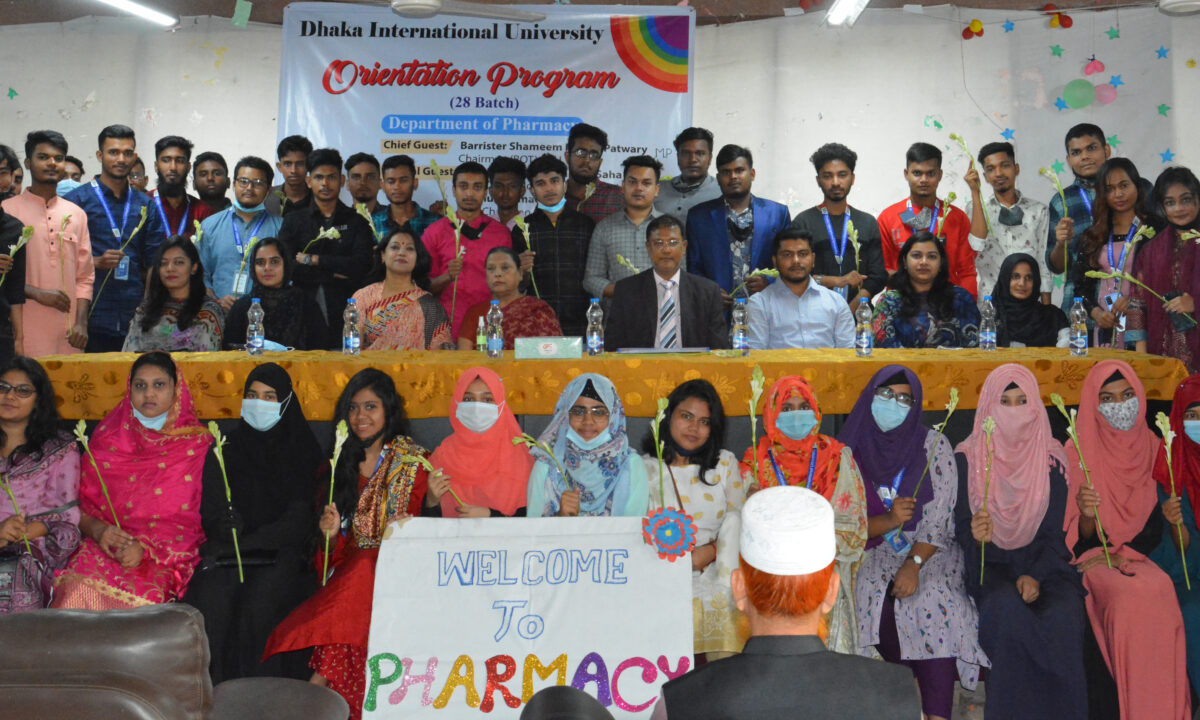 Dhaka International University
Orientation Program
(28 Batch)
Department of Pharmacy
Chief Guest: Barrister Shameem Patwary MP
Saha
WELCOME
To
PHARMACY